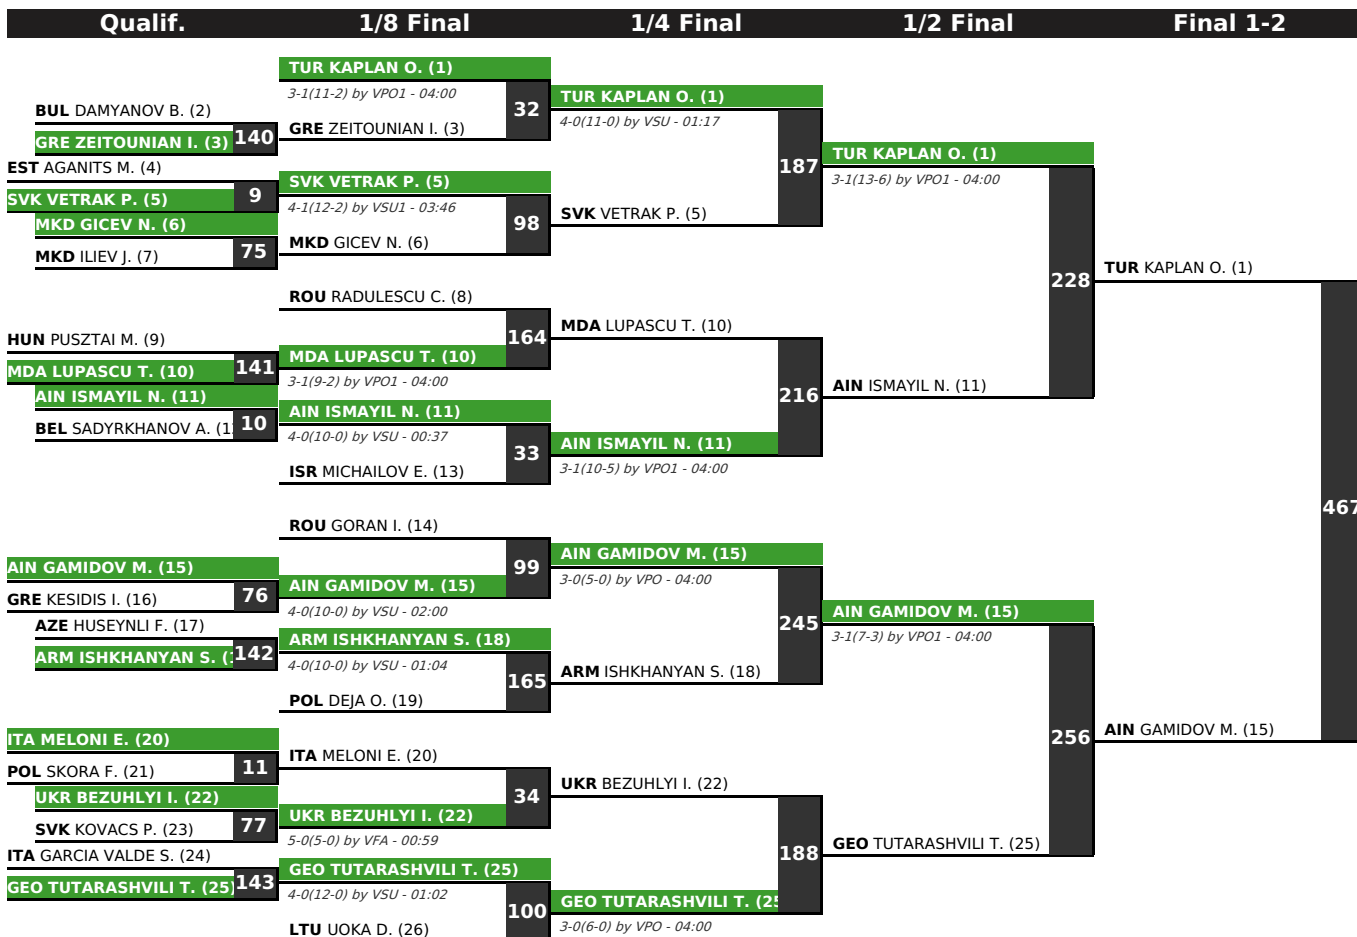 Qualif.
1/8 Final
1/4 Final
1/2 Final
Final 1-2
BUL DAMYANOV B. (2)
GRE ZEITOUNIAN I. (3)
140
EST AGANITS M. (4)
SVK VETRAK P. (5)
9
MKD GICEV N. (6)
MKD ILIEV J. (7)
75
HUN PUSZTAI M. (9)
MDA LUPASCU T. (10)
141
AIN ISMAYIL N. (11)
BEL SADYRKHANOV A. (1
10
AIN GAMIDOV M. (15)
GRE KESIDIS I. (16)
76
AZE HUSEYNLI F. (17)
ARM ISHKHANYAN S. (
142
ITA MELONI E. (20)
POL SKORA F. (21)
11
UKR BEZUHLYI I. (22)
SVK KOVACS P. (23)
77
ITA GARCIA VALDE S. (24)
GEO TUTARASHVILI T. (25)
143
TUR KAPLAN O. (1)
3-1(11-2) by VPO1 - 04:00
GRE ZEITOUNIAN I. (3)
32
SVK VETRAK P. (5)
4-1(12-2) by VSU1 - 03:46
MKD GICEV N. (6)
98
ROU RADULESCU C. (8)
MDA LUPASCU T. (10)
3-1(9-2) by VPO1 - 04:00
164
AIN ISMAYIL N. (11)
4-0(10-0) by VSU - 00:37
ISR MICHAILOV E. (13)
33
ROU GORAN I. (14)
AIN GAMIDOV M. (15)
4-0(10-0) by VSU - 02:00
99
ARM ISHKHANYAN S. (18)
4-0(10-0) by VSU - 01:04
POL DEJA O. (19)
165
ITA MELONI E. (20)
UKR BEZUHLYI I. (22)
5-0(5-0) by VFA - 00:59
34
GEO TUTARASHVILI T. (25)
4-0(12-0) by VSU - 01:02
LTU UOKA D. (26)
100
TUR KAPLAN O. (1)
4-0(11-0) by VSU - 01:17
SVK VETRAK P. (5)
187
MDA LUPASCU T. (10)
AIN ISMAYIL N. (11)
3-1(10-5) by VPO1 - 04:00
216
AIN GAMIDOV M. (15)
3-0(5-0) by VPO - 04:00
ARM ISHKHANYAN S. (18)
245
UKR BEZUHLYI I. (22)
GEO TUTARASHVILI T. (25
3-0(6-0) by VPO - 04:00
188
TUR KAPLAN O. (1)
3-1(13-6) by VPO1 - 04:00
AIN ISMAYIL N. (11)
228
AIN GAMIDOV M. (15)
3-1(7-3) by VPO1 - 04:00
GEO TUTARASHVILI T. (25)
256
TUR KAPLAN O. (1)
AIN GAMIDOV M. (15)
467